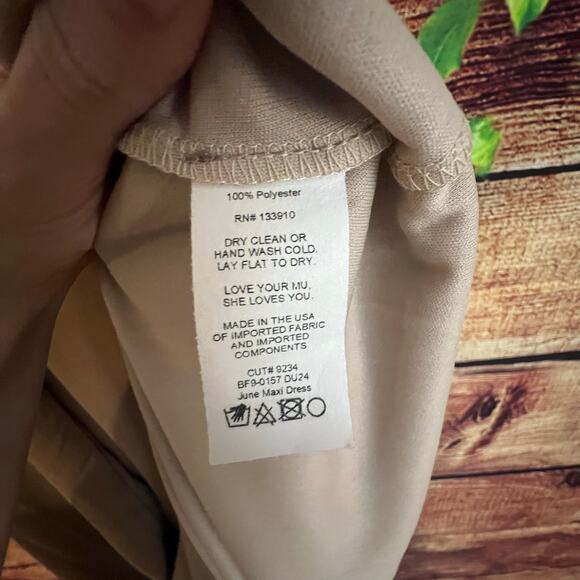 100% Polyester
RN# 133910
DRY CLEAN OR
HAND WASH COLD.
LAY FLAT TO DRY.
LOVE YOUR MU,
SHE LOVES YOU.
MADE IN THE USA
OF IMPORTED FABRIC
AND IMPORTED
COMPONENTS
CUT# 9234
BF9-0157 DU24
June Maxi Dress